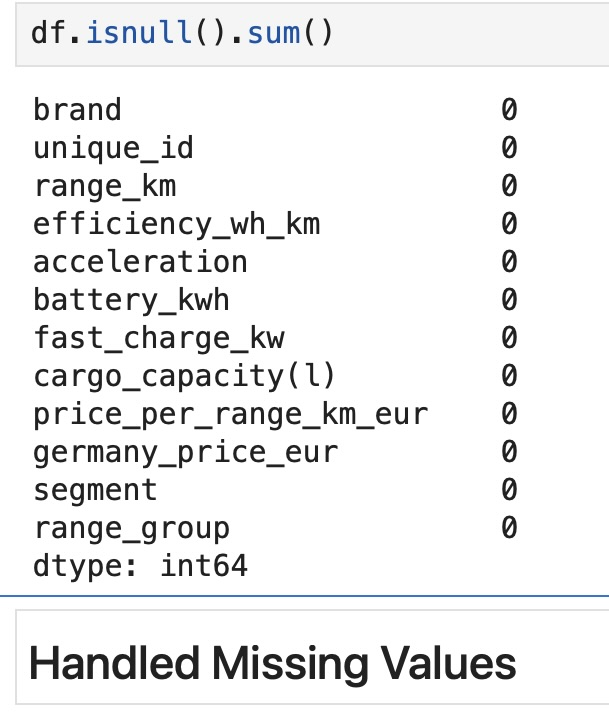 df.isnull().sum()
brand 0
unique_id 0
range_km 0
efficiency_wh_km 0
acceleration 0
battery_kwh 0
fast_charge_kw 0
cargo_capacity(l) 0
price_per_range_km_eur 0
germany_price_eur 0
segment 0
range_group 0
dtype: int64
Handled Missing Values